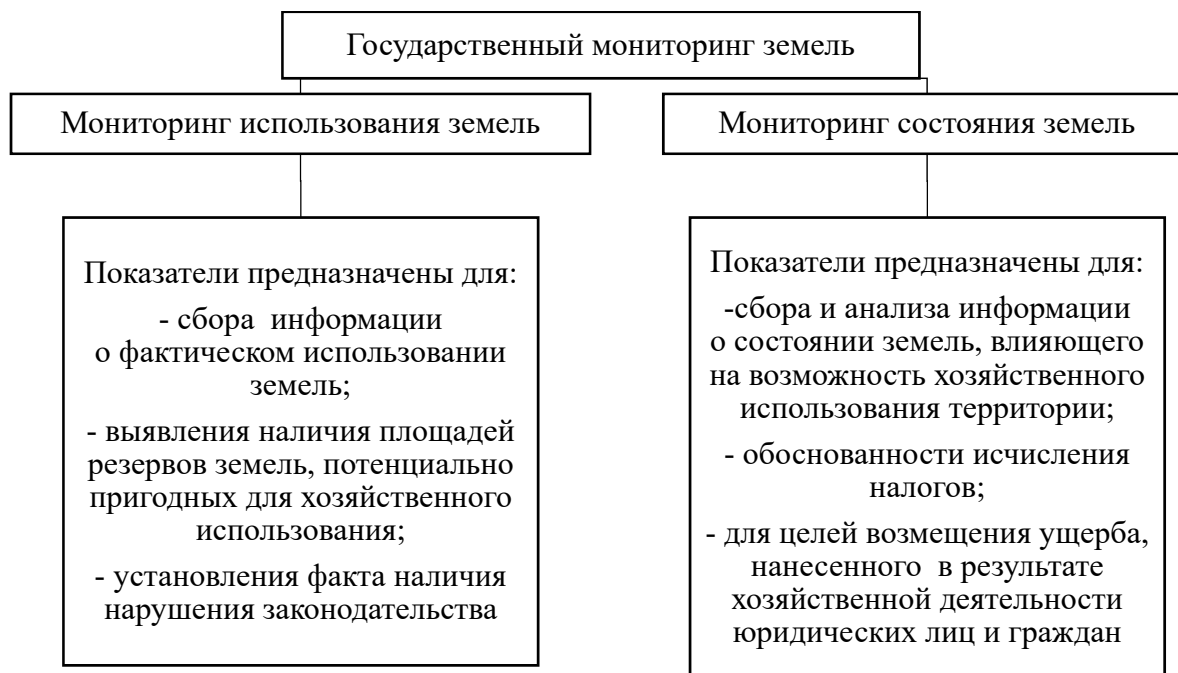 Государственный мониторинг земель
Мониторинг использования земель
Мониторинг состояния земель
Показатели предназначены для:
- сбора информации
о фактическом использовании
земель;
- выявления наличия площадей
резервов земель, потенциально
пригодных для хозяйственного
использования;
- установления факта наличия
нарушения законодательства
Показатели предназначены для:
-сбора и анализа информации
о состоянии земель, влияющего
на возможность хозяйственного
использования территории;
- обоснованности исчисления
налогов;
- для целей возмещения ущерба,
нанесенного в результате
хозяйственной деятельности
юридических лиц и граждан